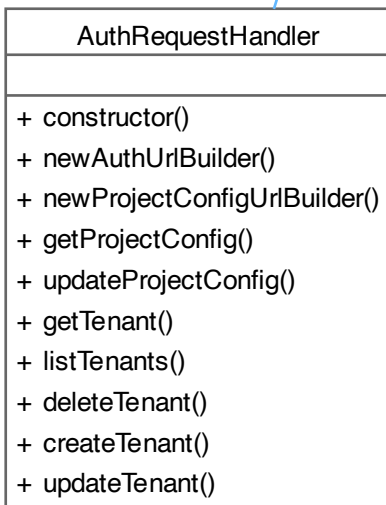 AuthRequestHandler
+ constructor()
+ newAuthUrlBuilder()
+ newProjectConfigUrlBuilder()
+ getProjectConfig()
+ updateProjectConfig()
+ getTenant()
+ listTenants()
+ deleteTenant()
+ createTenant()
+ updateTenant()